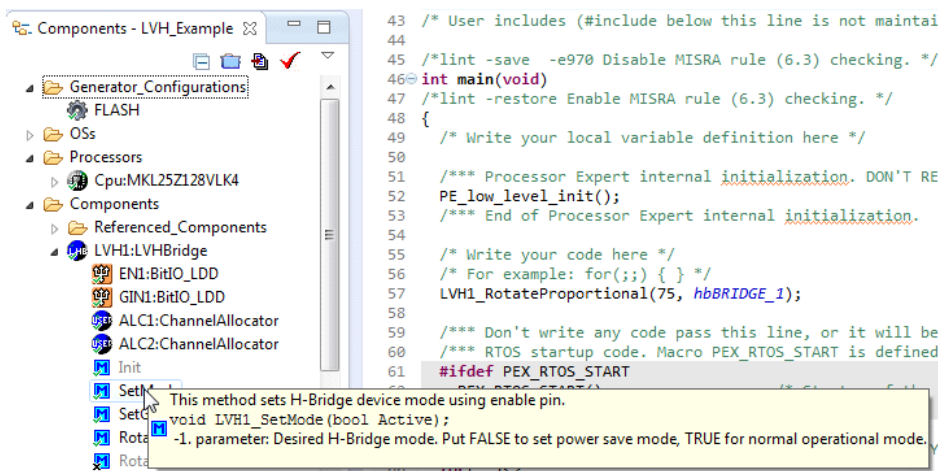 Components - LVH_Example
Generator_Configurations
FLASH
OSs
Processors
Cpu:MKL25Z128VLK4
Components
Referenced_Components
LVH1:LVHBridge
EN1:BitIO_LDD
GIN1:BitIO_LDD
ALC1:ChannelAllocator
ALC2:ChannelAllocator
Init
SetMod
SetG
Rota
Rota
43 /* User includes (#include below this line is not maintai
44
45 /*lint -save  -e970 Disable MISRA rule (6.3) checking. */
46 int main(void)
47 /*lint -restore Enable MISRA rule (6.3) checking. */
48 {
49 /* Write your local variable definition here */
50
51 /*** Processor Expert internal initialization. DON'T RE
52 PE_low_level_init();
53 /*** End of Processor Expert internal initialization.
54
55 /* Write your code here */
56 /* For example: for(;;) { } */
57 LVH1_RotateProportional(75, hbBRIDGE_1);
58
59 /*** Don't write any code pass this line, or it will be
60 /*** RTOS startup code. Macro PEX_RTOS_START is defined
61 #ifdef PEX_RTOS_START
This method sets H-Bridge device mode using enable pin.
void LVH1_SetMode(bool Active);
-1. parameter: Desired H-Bridge mode. Put FALSE to set power save mode, TRUE for normal operational mode.